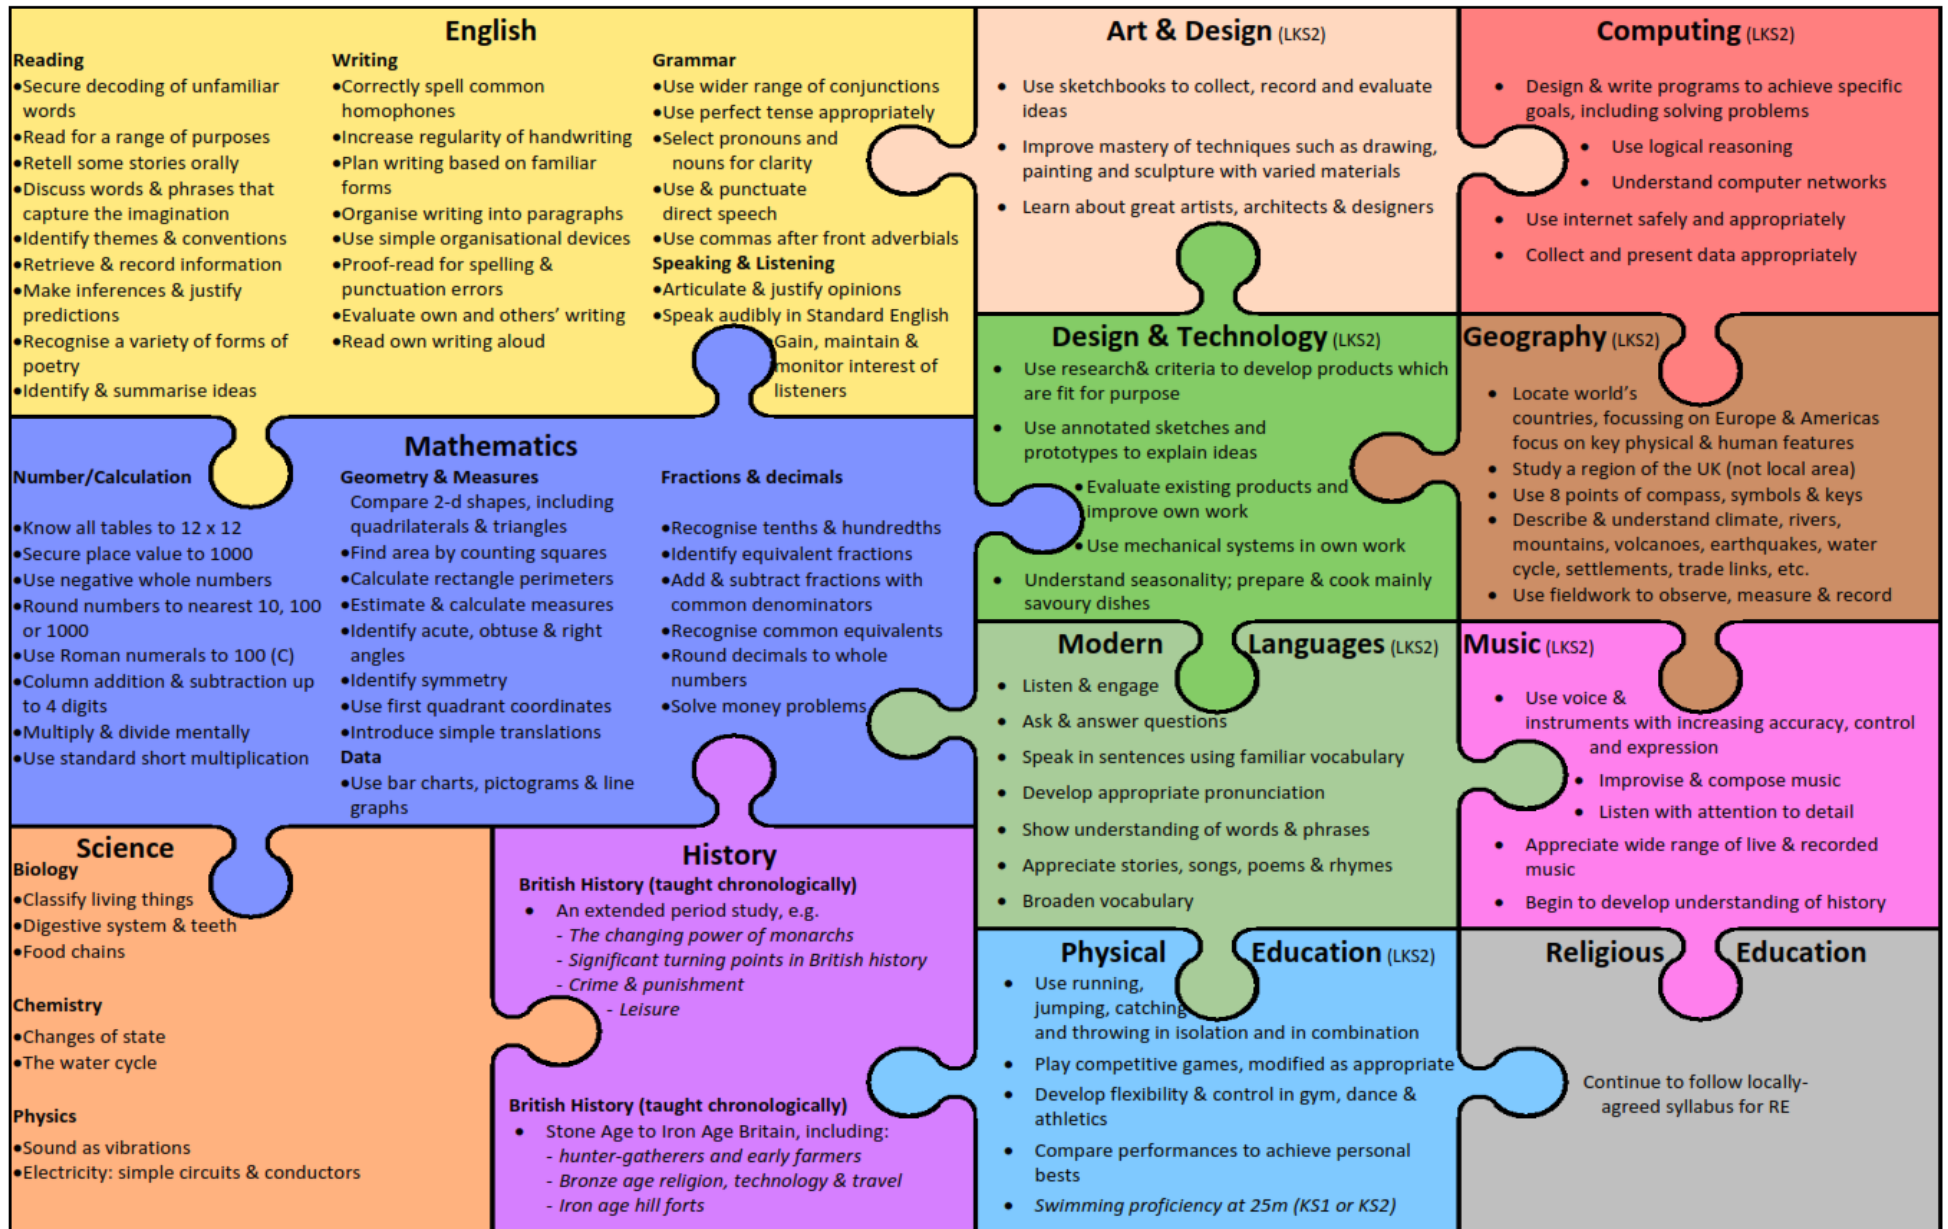 English
Reading
•Secure decoding of unfamiliar
words
•Read for a range of purposes
•Retell some stories orally
•Discuss words & phrases that
capture the imagination
•Identify themes & conventions
•Retrieve & record information
•Make inferences & justify
predictions
•Recognise a variety of forms of
poetry
•Identify & summarise ideas
Writing
•Correctly spell common
homophones
•Increase regularity of handwriting
•Plan writing based on familiar
forms
•Organise writing into paragraphs
•Use simple organisational devices
•Proof-read for spelling &
punctuation errors
•Evaluate own and others’ writing
•Read own writing aloud
Grammar
•Use wider range of conjunctions
•Use perfect tense appropriately
•Select pronouns and
nouns for clarity
•Use & punctuate
direct speech
•Use commas after front adverbials
Speaking & Listening
•Articulate & justify opinions
•Speak audibly in Standard English
•Gain, maintain &
monitor interest of
listeners
Art & Design (LKS2)
• Use sketchbooks to collect, record and evaluate
ideas
• Improve mastery of techniques such as drawing,
painting and sculpture with varied materials
• Learn about great artists, architects & designers
Computing (LKS2)
• Design & write programs to achieve specific
goals, including solving problems
• Use logical reasoning
• Understand computer networks
• Use internet safely and appropriately
• Collect and present data appropriately
Mathematics
Number/Calculation
•Know all tables to 12 x 12
•Secure place value to 1000
•Use negative whole numbers
•Round numbers to nearest 10, 100
or 1000
•Use Roman numerals to 100 (C)
•Column addition & subtraction up
to 4 digits
•Multiply & divide mentally
•Use standard short multiplication
Geometry & Measures
Compare 2-d shapes, including
quadrilaterals & triangles
•Find area by counting squares
•Calculate rectangle perimeters
•Estimate & calculate measures
•Identify acute, obtuse & right
angles
•Identify symmetry
•Use first quadrant coordinates
•Introduce simple translations
Data
•Use bar charts, pictograms & line
graphs
Fractions & decimals
•Recognise tenths & hundredths
•Identify equivalent fractions
•Add & subtract fractions with
common denominators
•Recognise common equivalents
•Round decimals to whole
numbers
•Solve money problems
Design & Technology (LKS2)
• Use research& criteria to develop products which
are fit for purpose
• Use annotated sketches and
prototypes to explain ideas
• Evaluate existing products and
improve own work
• Use mechanical systems in own work
• Understand seasonality; prepare & cook mainly
savoury dishes
Geography (LKS2)
• Locate world’s
countries, focussing on Europe & Americas
focus on key physical & human features
• Study a region of the UK (not local area)
• Use 8 points of compass, symbols & keys
• Describe & understand climate, rivers,
mountains, volcanoes, earthquakes, water
cycle, settlements, trade links, etc.
• Use fieldwork to observe, measure & record
Modern Languages (LKS2)
• Listen & engage
• Ask & answer questions
• Speak in sentences using familiar vocabulary
• Develop appropriate pronunciation
• Show understanding of words & phrases
• Appreciate stories, songs, poems & rhymes
• Broaden vocabulary
Music (LKS2)
• Use voice &
instruments with increasing accuracy, control
and expression
• Improvise & compose music
• Listen with attention to detail
• Appreciate wide range of live & recorded
music
• Begin to develop understanding of history
Science
Biology
•Classify living things
•Digestive system & teeth
•Food chains
Chemistry
•Changes of state
•The water cycle
Physics
•Sound as vibrations
•Electricity: simple circuits & conductors
History
British History (taught chronologically)
• An extended period study, e.g.
- The changing power of monarchs
- Significant turning points in British history
- Crime & punishment
- Leisure
British History (taught chronologically)
• Stone Age to Iron Age Britain, including:
- hunter-gatherers and early farmers
- Bronze age religion, technology & travel
- Iron age hill forts
Physical Education (LKS2)
• Use running,
jumping, catching
and throwing in isolation and in combination
• Play competitive games, modified as appropriate
• Develop flexibility & control in gym, dance &
athletics
• Compare performances to achieve personal
bests
• Swimming proficiency at 25m (KS1 or KS2)
Religious Education
Continue to follow locally-
agreed syllabus for RE